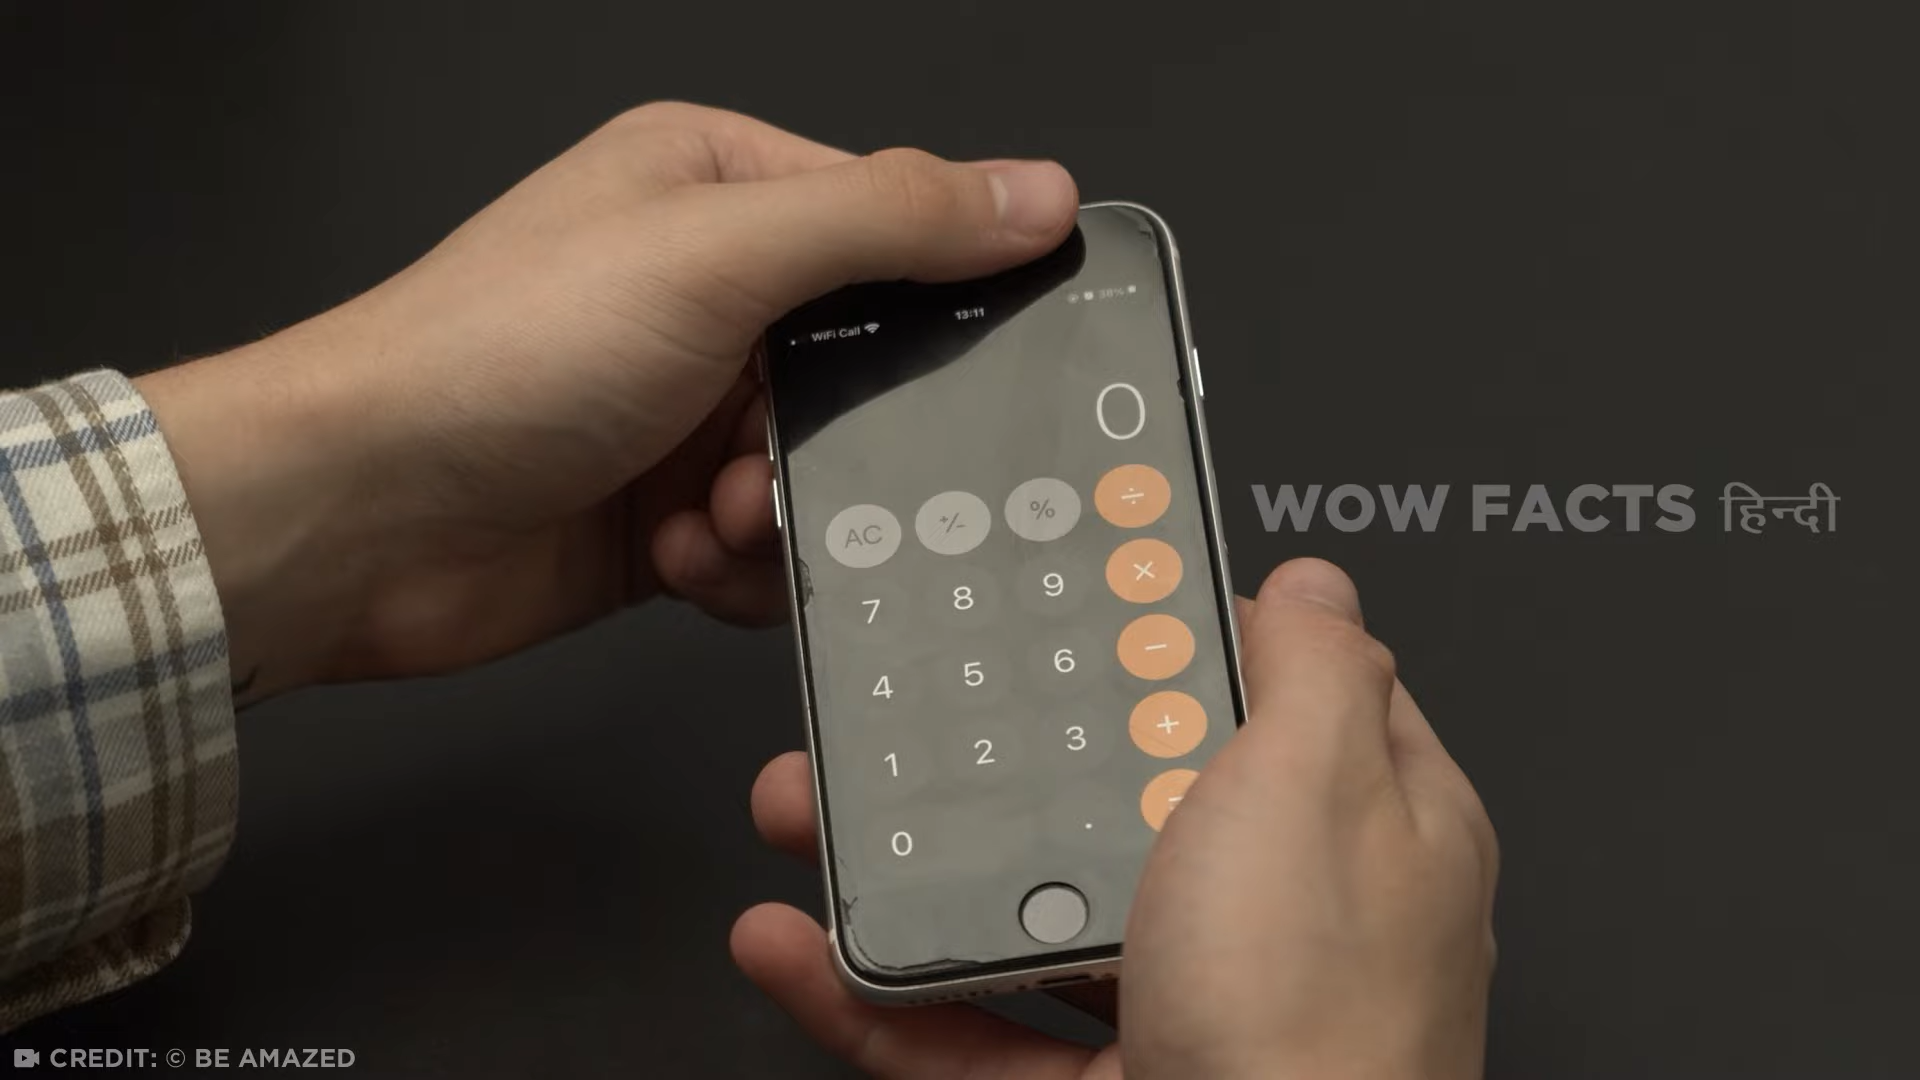 WiFi Call
13:11
38%
0
AC +/- % ÷
7 8 9 ×
4 5 6 −
1 2 3 +
0 . =
WOW FACTS हिन्दी
CREDIT: © BE AMAZED